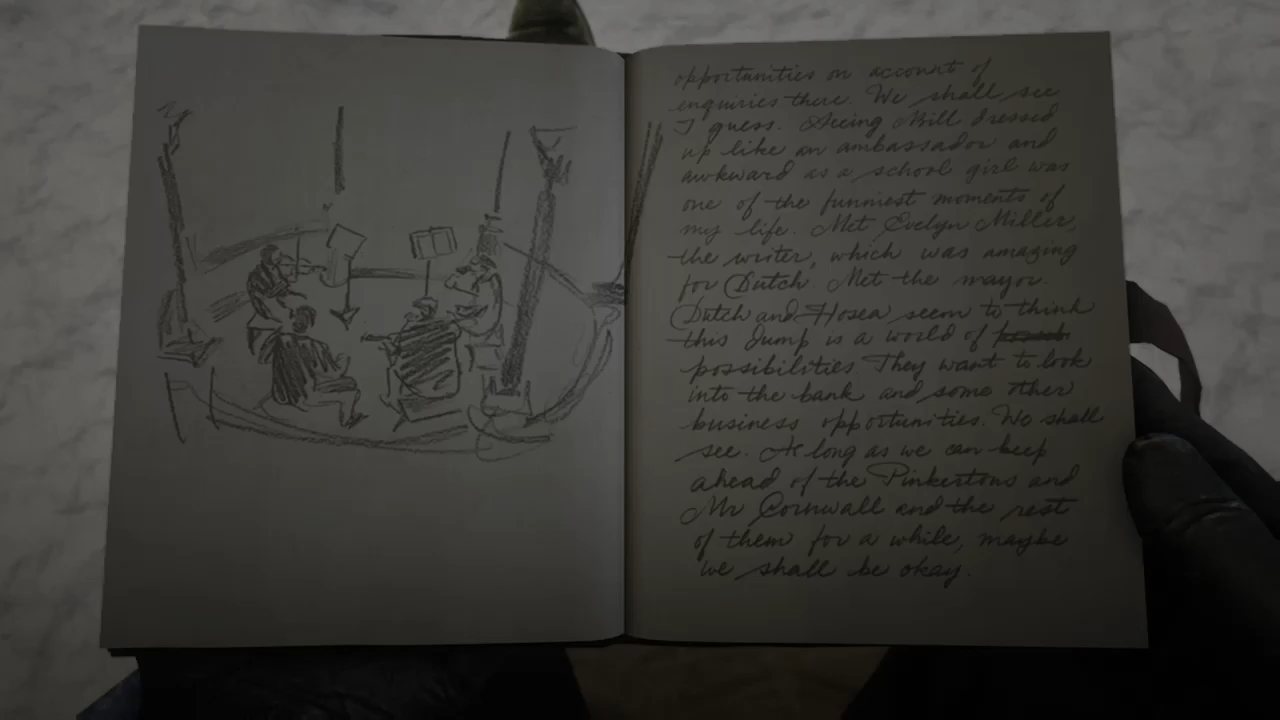 opportunities on account of
enquiries there. We shall see
I guess. Seeing Bill dressed
up like an ambassador and
awkward as a school girl was
one of the funniest moments of
my life. Met Evelyn Miller,
the writer, which was amazing
for Dutch. Met the mayor.
Dutch and Hosea seem to think
this dump is a world of
possibilities. They want to look
into the bank and some other
business opportunities. We shall
see. As long as we can keep
ahead of the Pinkertons and
Mr Cornwall and the rest
of them for a while, maybe
we shall be okay.